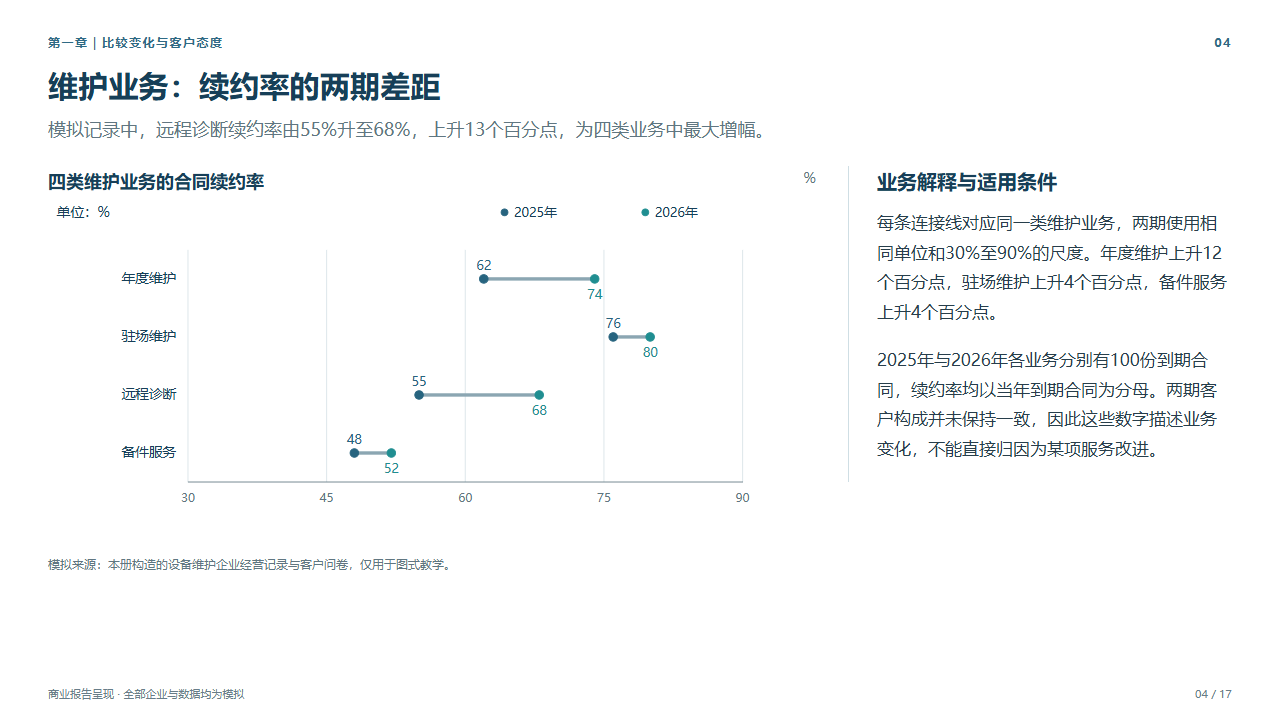 第一章 | 比较变化与客户态度
04
维护业务：续约率的两期差距
模拟记录中，远程诊断续约率由55%升至68%，上升13个百分点，为四类业务中最大增幅。
四类维护业务的合同续约率
%
单位：%
2025年
2026年
年度维护
62
74
驻场维护
76
80
远程诊断
55
68
备件服务
48
52
30
45
60
75
90
业务解释与适用条件
每条连接线对应同一类维护业务，两期使用相
同单位和30%至90%的尺度。年度维护上升12
个百分点，驻场维护上升4个百分点，备件服务
上升4个百分点。
2025年与2026年各业务分别有100份到期合
同，续约率均以当年到期合同为分母。两期客
户构成并未保持一致，因此这些数字描述业务
变化，不能直接归因为某项服务改进。
模拟来源：本册构造的设备维护企业经营记录与客户问卷，仅用于图式教学。
商业报告呈现 · 全部企业与数据均为模拟
04 / 17